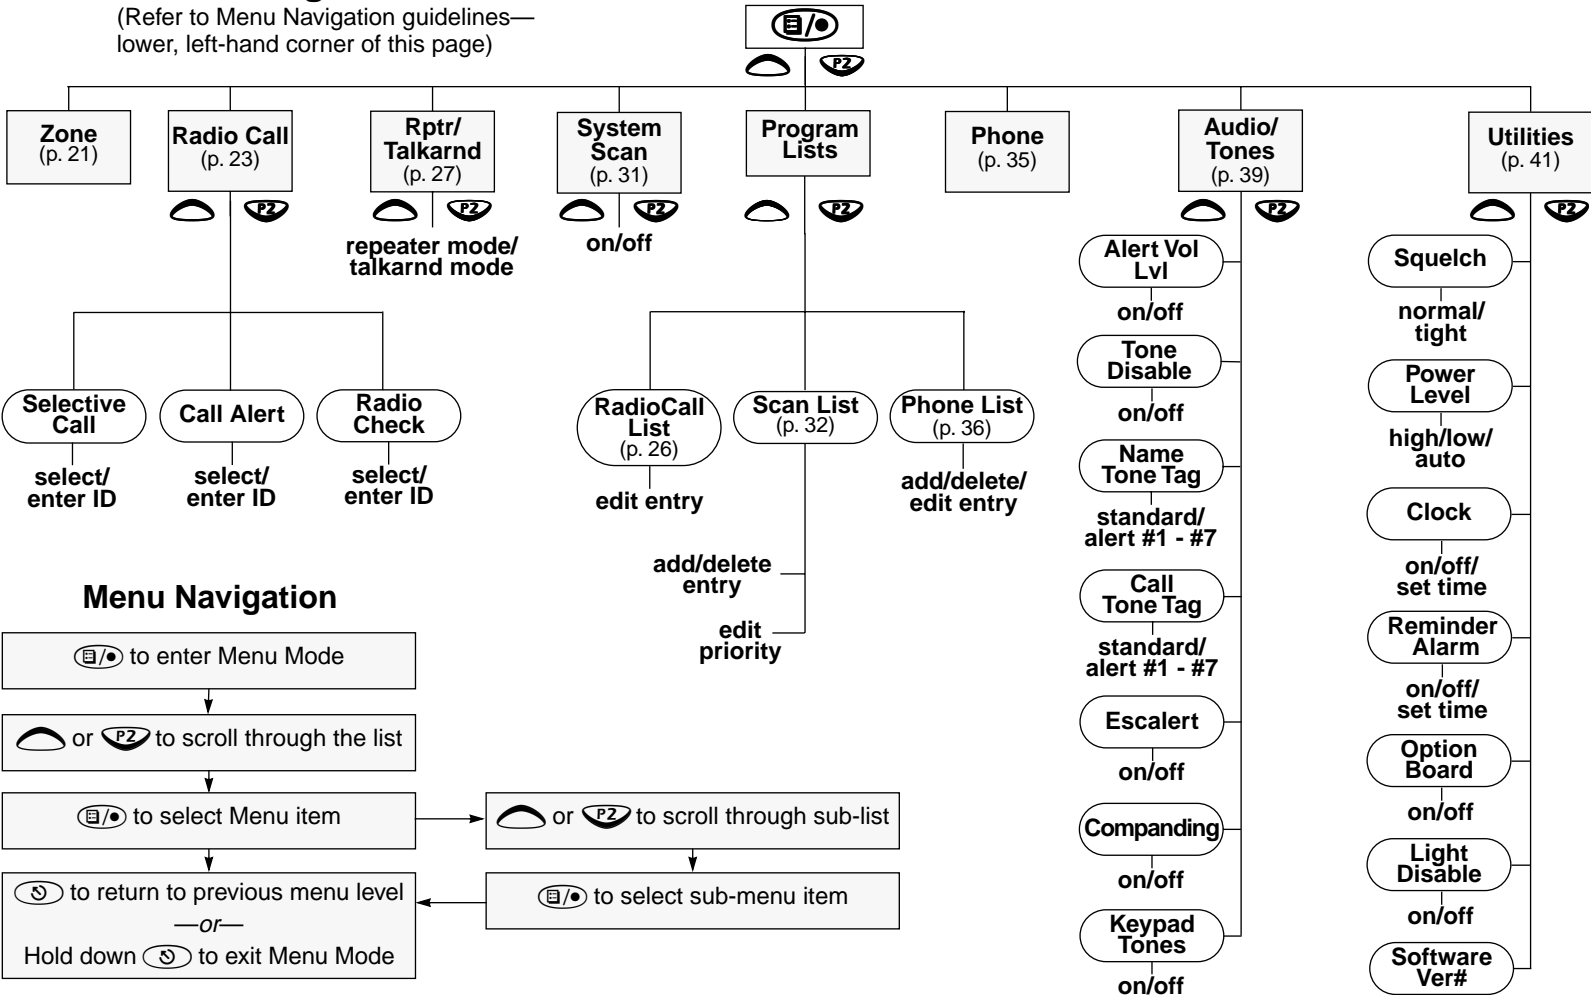 (Refer to Menu Navigation guidelines—
lower, left-hand corner of this page)
P2
Zone
(p. 21)
Radio Call
(p. 23)
Rptr/
Talkarnd
(p. 27)
System
Scan
(p. 31)
Program
Lists
Phone
(p. 35)
Audio/
Tones
(p. 39)
Utilities
(p. 41)
P2
P2
P2
P2
P2
P2
repeater mode/
talkarnd mode
on/off
Selective
Call
select/
enter ID
Call Alert
select/
enter ID
Radio
Check
select/
enter ID
RadioCall
List
(p. 26)
edit entry
Scan List
(p. 32)
add/delete
entry
edit
priority
Phone List
(p. 36)
add/delete/
edit entry
Alert Vol
Lvl
on/off
Tone
Disable
on/off
Name
Tone Tag
standard/
alert #1 - #7
Call
Tone Tag
standard/
alert #1 - #7
Escalert
on/off
Companding
on/off
Keypad
Tones
on/off
Squelch
normal/
tight
Power
Level
high/low/
auto
Clock
on/off/
set time
Reminder
Alarm
on/off/
set time
Option
Board
on/off
Light
Disable
on/off
Software
Ver#
Menu Navigation
to enter Menu Mode
or P2 to scroll through the list
to select Menu item
or P2 to scroll through sub-list
to select sub-menu item
to return to previous menu level
—or—
Hold down to exit Menu Mode